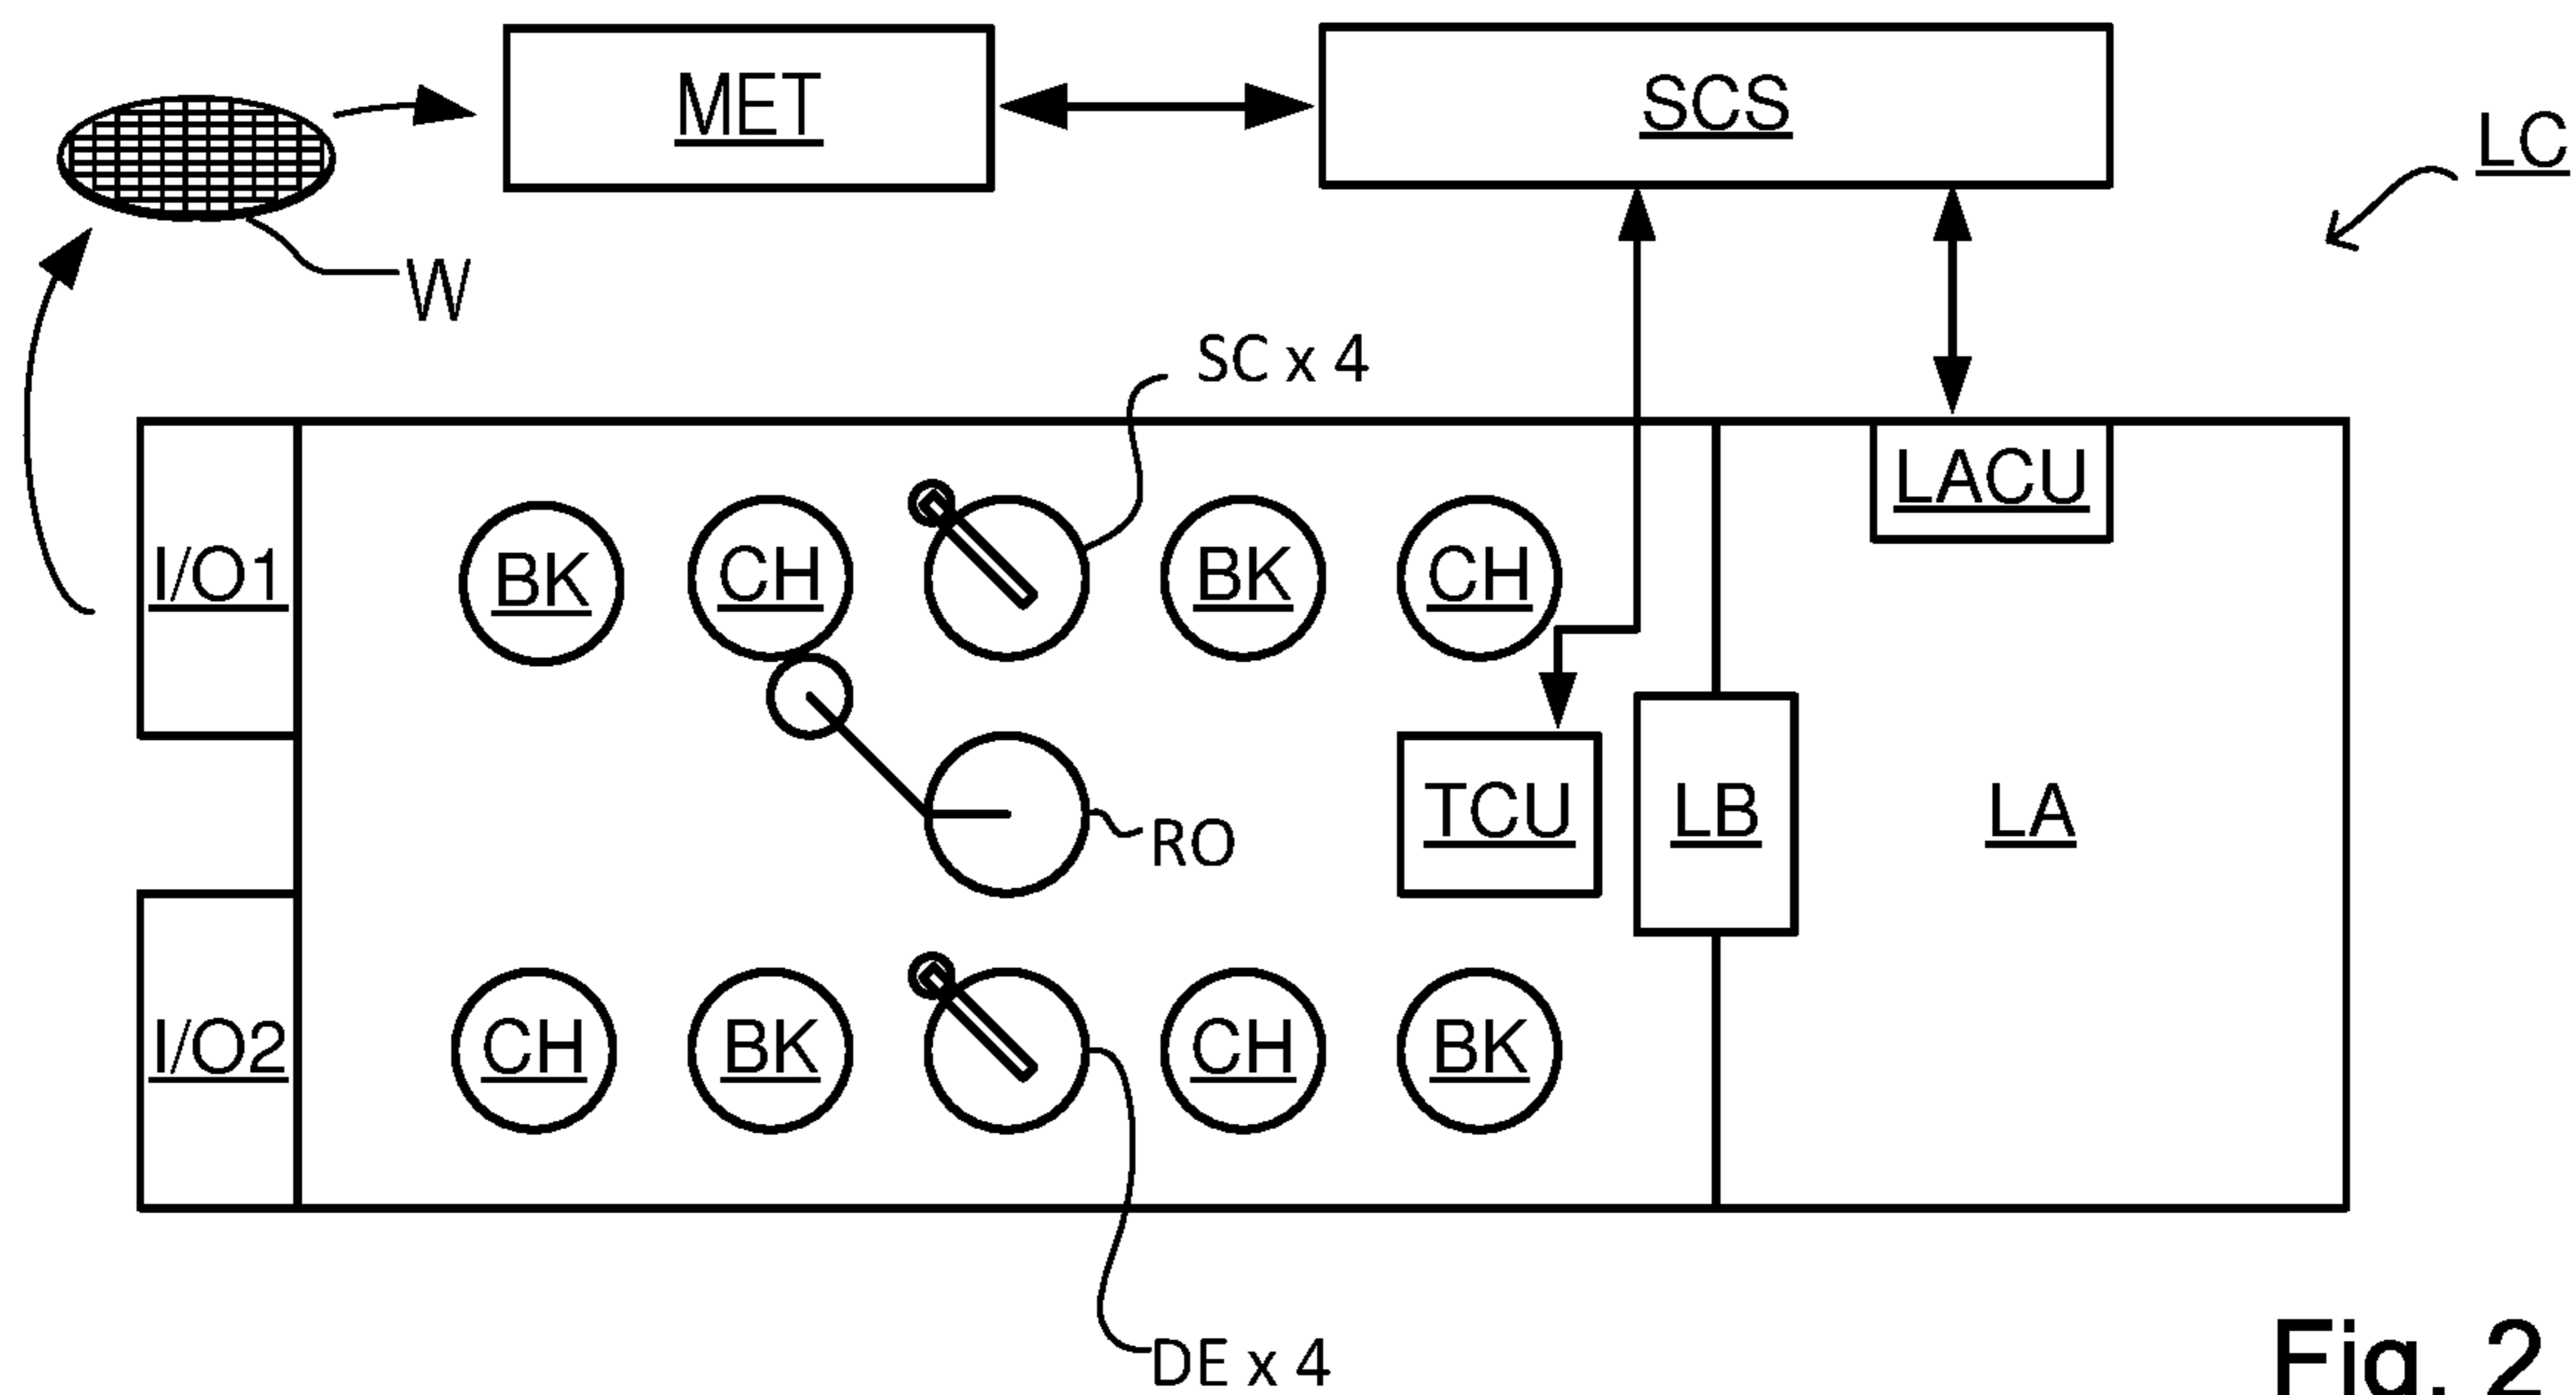 MET
SCS
LC
W
SC x 4
LACU
I/O1
BK
CH
BK
CH
TCU
LB
LA
RO
I/O2
CH
BK
CH
BK
DE x 4
Fig. 2